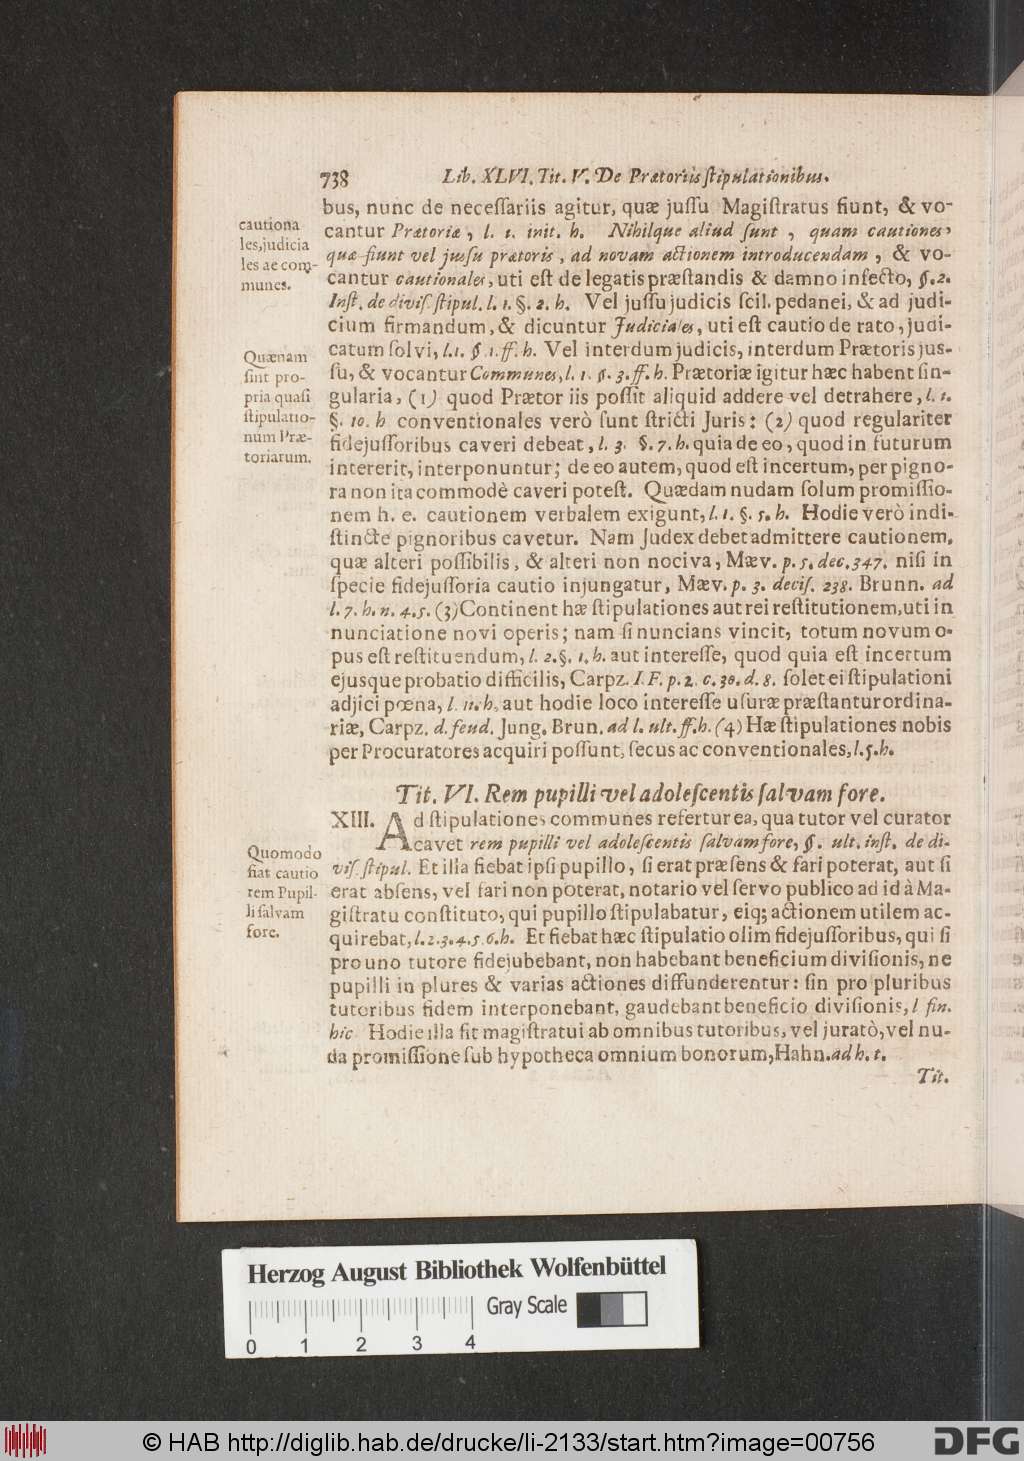 738 Lib. XLVI. Tit. V. De Prætoriis ſtipulationibus.
bus, nunc de neceſſariis agitur, quæ juſſu Magiſtratus fiunt, & vo-
cantur Prætoriæ, l. 1. init. h. Nihilque aliud ſunt, quam cautiones,
quæ fiunt vel juſſu prætoris, ad novam actionem introducendam, & vo-
cantur cautionales, uti eſt de legatis præſtandis & damno infecto, §. 2.
Inſt. de diviſ. ſtipul. l. 1. §. 2. h. Vel juſſu judicis ſcil. pedanei, & ad judi-
cium firmandum, & dicuntur Judiciales, uti eſt cautio de rato, judi-
catum ſolvi, l. 1. §. 1. ff. h. Vel interdum judicis, interdum Prætoris juſ-
ſu, & vocantur Communes, l. 1. §. 3. ff. h. Prætoriæ igitur hæc habent ſin-
gularia, (1) quod Prætor iis poſſit aliquid addere vel detrahere, l. 1.
§. 10. h conventionales verò ſunt ſtricti Juris: (2) quod regulariter
fidejuſſoribus caveri debeat, l. 3. §. 7. h. quia de eo, quod in futurum
intererit, interponuntur; de eo autem, quod eſt incertum, per pigno-
ra non ita commodè caveri poteſt. Quædam nudam ſolum promiſſio-
nem h. e. cautionem verbalem exigunt, l. 1. §. 5. h. Hodie verò indi-
ſtincte pignoribus cavetur. Nam Judex debet admittere cautionem,
quæ alteri poſſibilis, & alteri non nociva, Mæv. p. 5. dec. 347. niſi in
ſpecie fidejuſſoria cautio injungatur, Mæv. p. 3. deciſ. 238. Brunn. ad
l. 7. h. n. 4. 5. (3) Continent hæ ſtipulationes aut rei reſtitutionem, uti in
nunciatione novi operis; nam ſi nuncians vincit, totum novum o-
pus eſt reſtituendum, l. 2. §. 1. h. aut intereſſe, quod quia eſt incertum
ejusque probatio difficilis, Carpz. I. F. p. 2. c. 30. d. 8. ſolet ei ſtipulationi
adjici pœna, l. 11. h. aut hodie loco intereſſe uſuræ præſtantur ordina-
riæ, Carpz. d. feud. Jung. Brun. ad l. ult. ff. h. (4) Hæ ſtipulationes nobis
per Procuratores acquiri poſſunt, ſecus ac conventionales, l. 5. h.
cautiona
les, judicia
les ac com-
munes.
Quænam
ſint pro-
pria quaſi
ſtipulatio-
num Præ-
toriarum.
Tit. VI. Rem pupilli vel adoleſcentis ſalvam fore.
XIII. Ad ſtipulationes communes refertur ea, qua tutor vel curator
cavet rem pupilli vel adoleſcentis ſalvam fore, §. ult. inſt. de di-
viſ. ſtipul. Et illa fiebat ipſi pupillo, ſi erat præſens & fari poterat, aut ſi
erat abſens, vel fari non poterat, notario vel ſervo publico ad id à Ma-
giſtratu conſtituto, qui pupillo ſtipulabatur, eiq; actionem utilem ac-
quirebat, l. 2. 3. 4. 5. 6. h. Et fiebat hæc ſtipulatio olim fidejuſſoribus, qui ſi
pro uno tutore fidejubebant, non habebant beneficium diviſionis, ne
pupilli in plures & varias actiones diffunderentur: ſin pro pluribus
tutoribus fidem interponebant, gaudebant beneficio diviſionis, l fin.
hic Hodie illa fit magiſtratui ab omnibus tutoribus, vel juratò, vel nu-
da promiſſione ſub hypotheca omnium bonorum, Hahn. ad h. t.
Quomodo
fiat cautio
rem Pupil-
li ſalvam
fore.
Tit.
Herzog August Bibliothek Wolfenbüttel
Gray Scale
0 1 2 3 4
© HAB http://diglib.hab.de/drucke/li-2133/start.htm?image=00756
DFG